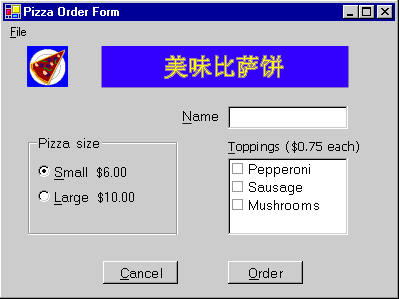 Pizza Order Form
File
美味比萨饼
Name
Pizza size
Small $6.00
Large $10.00
Toppings ($0.75 each)
Pepperoni
Sausage
Mushrooms
Cancel
Order